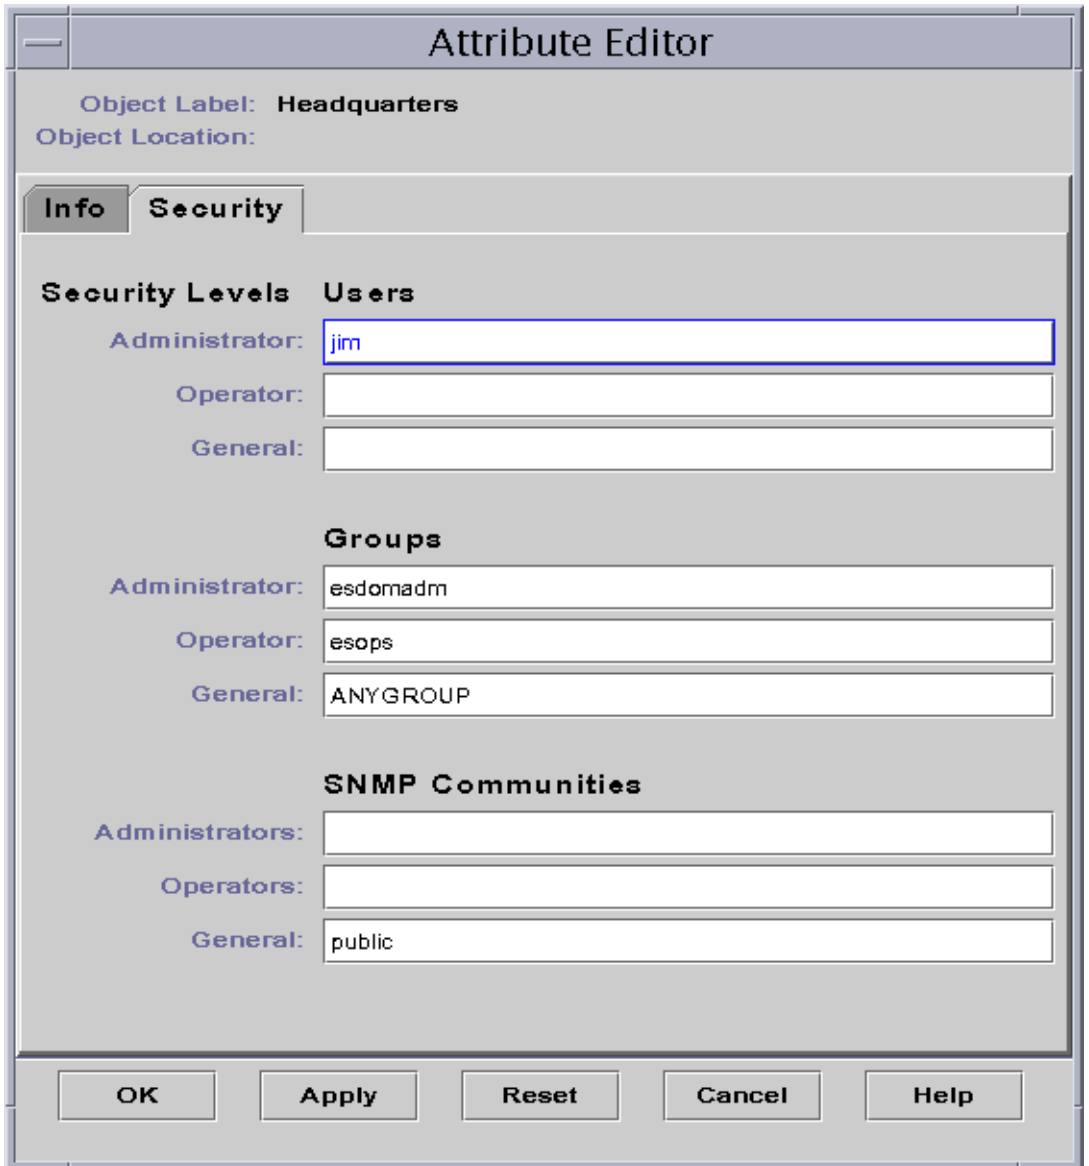 Attribute Editor
Object Label: Headquarters
Object Location:
Info Security
Security Levels Users
Administrator: jim
Operator:
General:
Groups
Administrator: esdomadm
Operator: esops
General: ANYGROUP
SNMP Communities
Administrators:
Operators:
General: public
OK Apply Reset Cancel Help